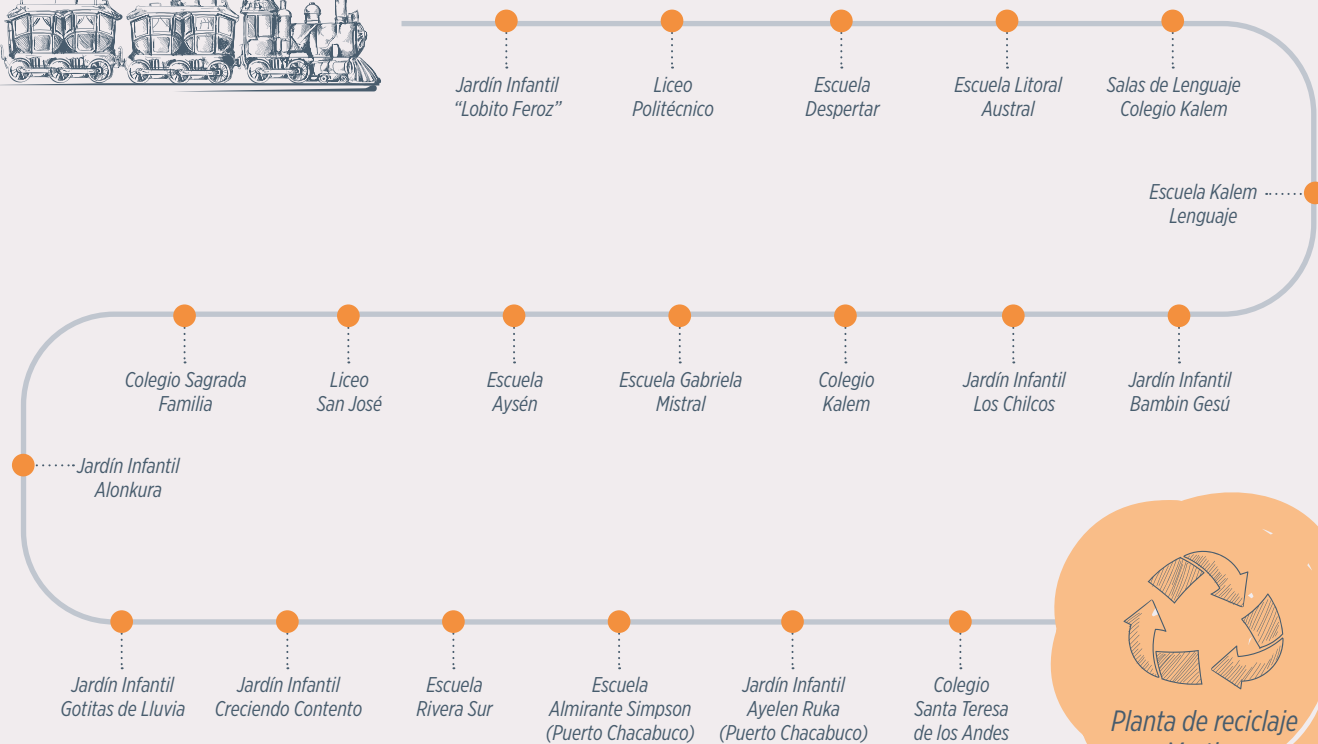 Jardín Infantil
“Lobito Feroz”
Liceo
Politécnico
Escuela
Despertar
Escuela Litoral
Austral
Salas de Lenguaje
Colegio Kalem
Escuela Kalem
Lenguaje
Colegio Sagrada
Familia
Liceo
San José
Escuela
Aysén
Escuela Gabriela
Mistral
Colegio
Kalem
Jardín Infantil
Los Chilcos
Jardín Infantil
Bambin Gesú
Jardín Infantil
Alonkura
Jardín Infantil
Gotitas de Lluvia
Jardín Infantil
Creciendo Contento
Escuela
Rivera Sur
Escuela
Almirante Simpson
(Puerto Chacabuco)
Jardín Infantil
Ayelen Ruka
(Puerto Chacabuco)
Colegio
Santa Teresa
de los Andes
Planta de reciclaje